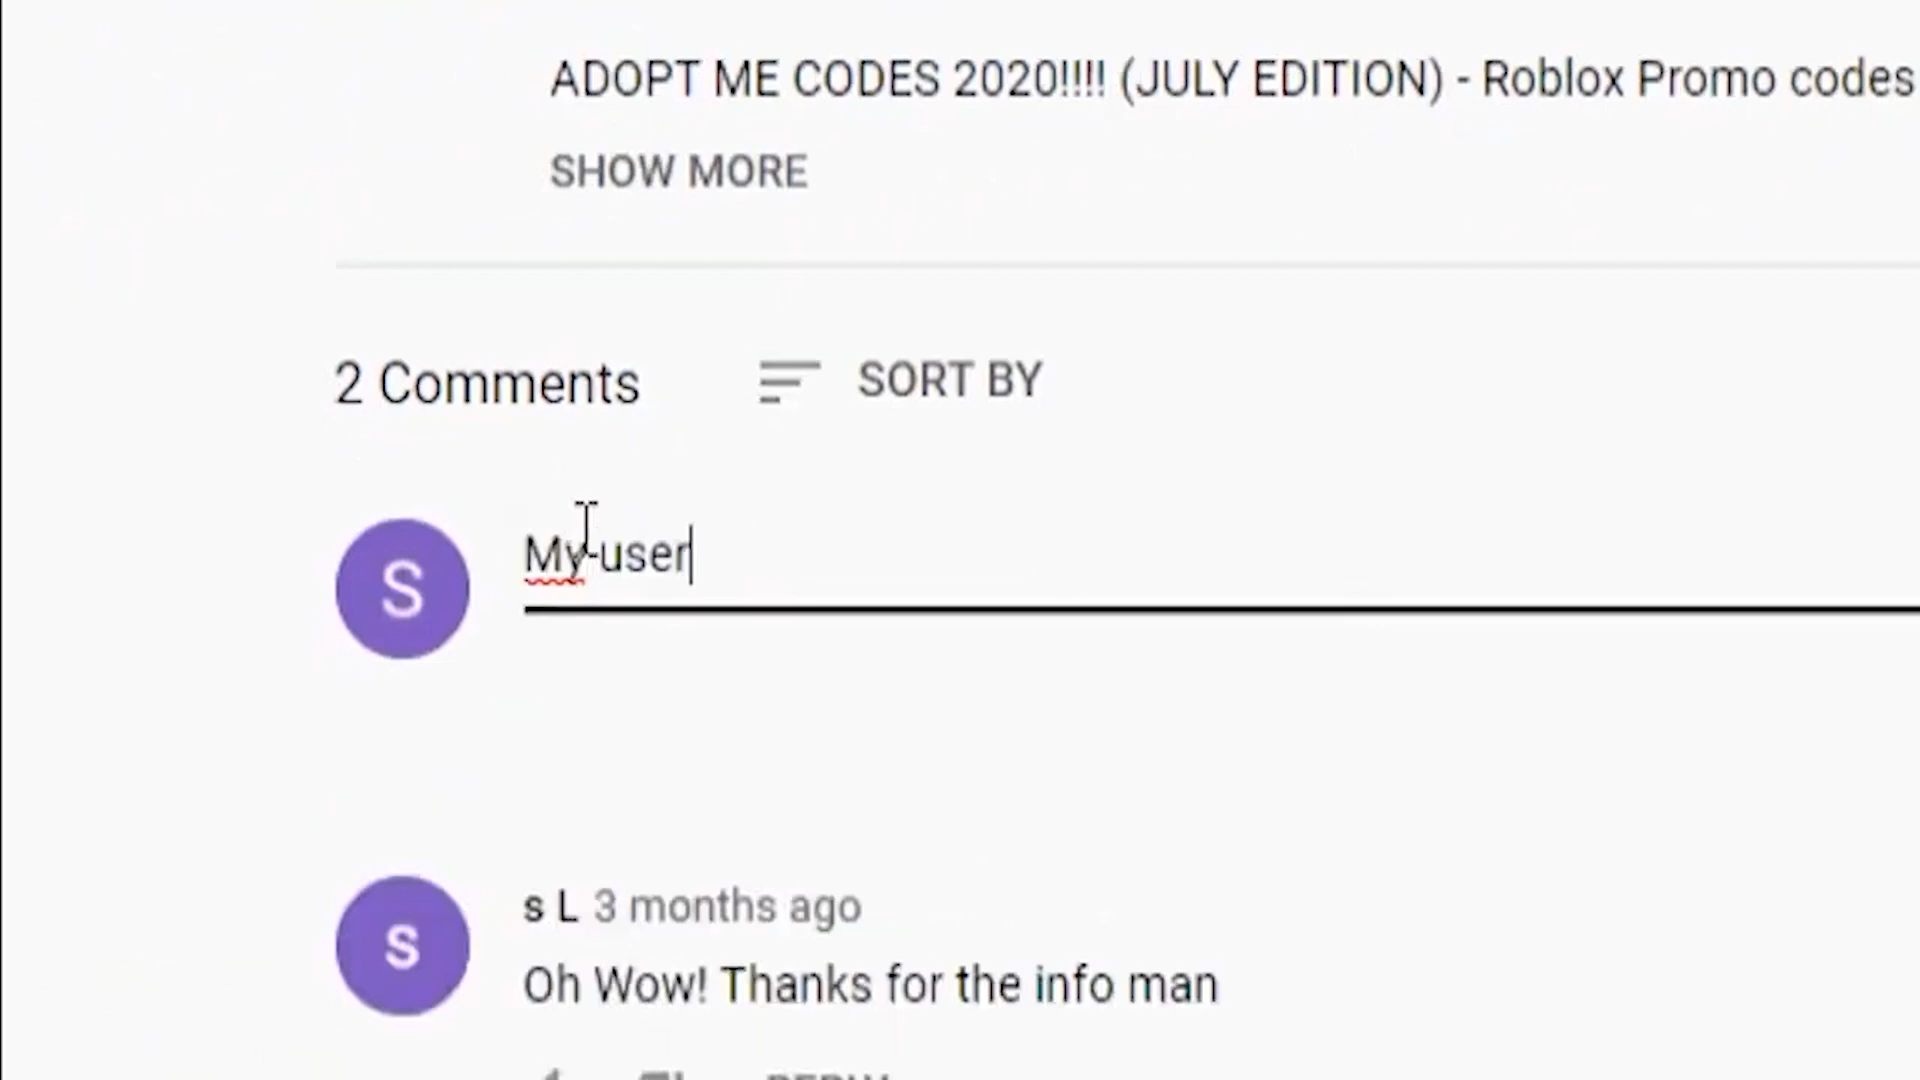 ADOPT ME CODES 2020!!!! (JULY EDITION) - Roblox Promo codes
SHOW MORE
2 Comments SORT BY
S
My user
s
s L 3 months ago
Oh Wow! Thanks for the info man
REPLY